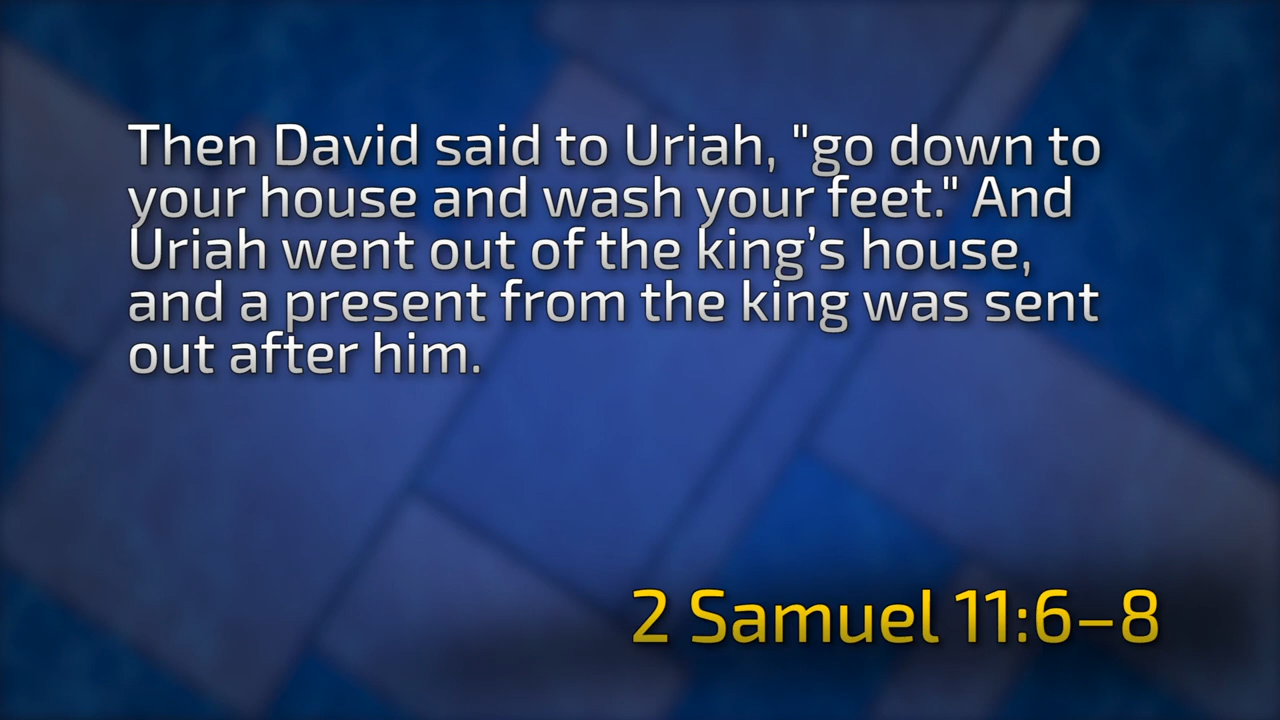 Then David said to Uriah, "go down to
your house and wash your feet." And
Uriah went out of the king’s house,
and a present from the king was sent
out after him.
2 Samuel 11:6–8